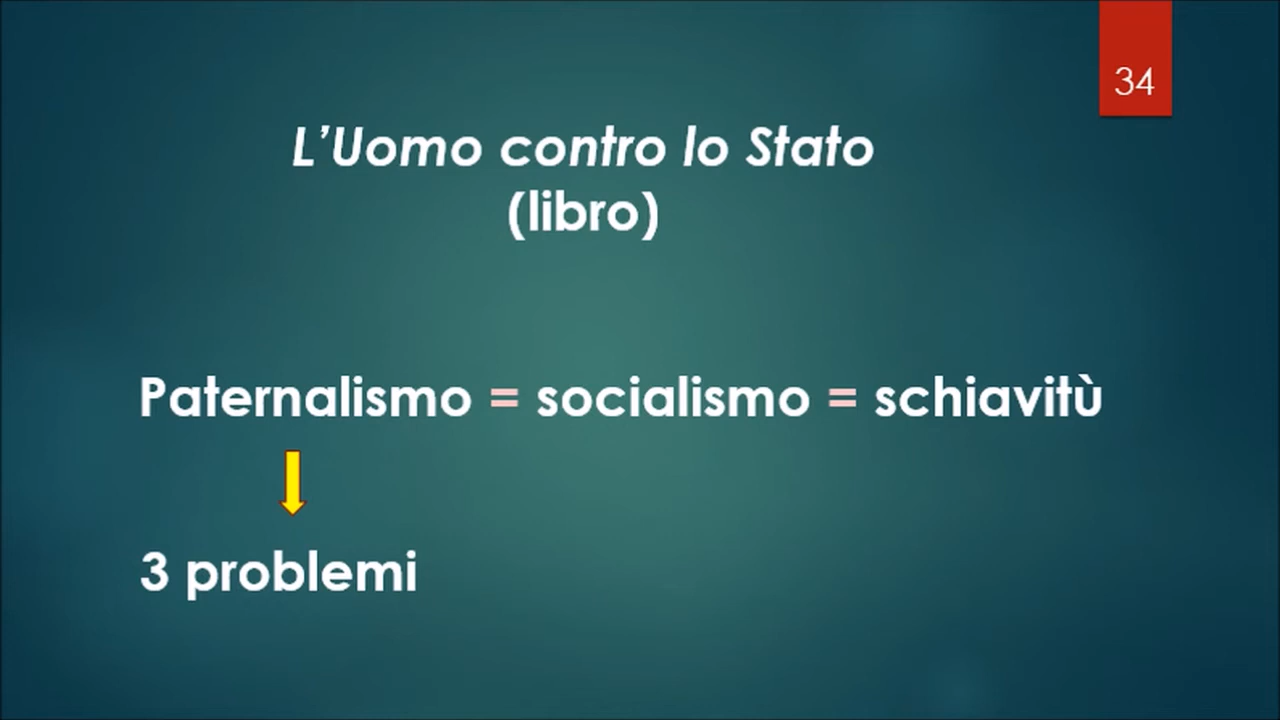 34
L’Uomo contro lo Stato
(libro)
Paternalismo = socialismo = schiavitù
3 problemi